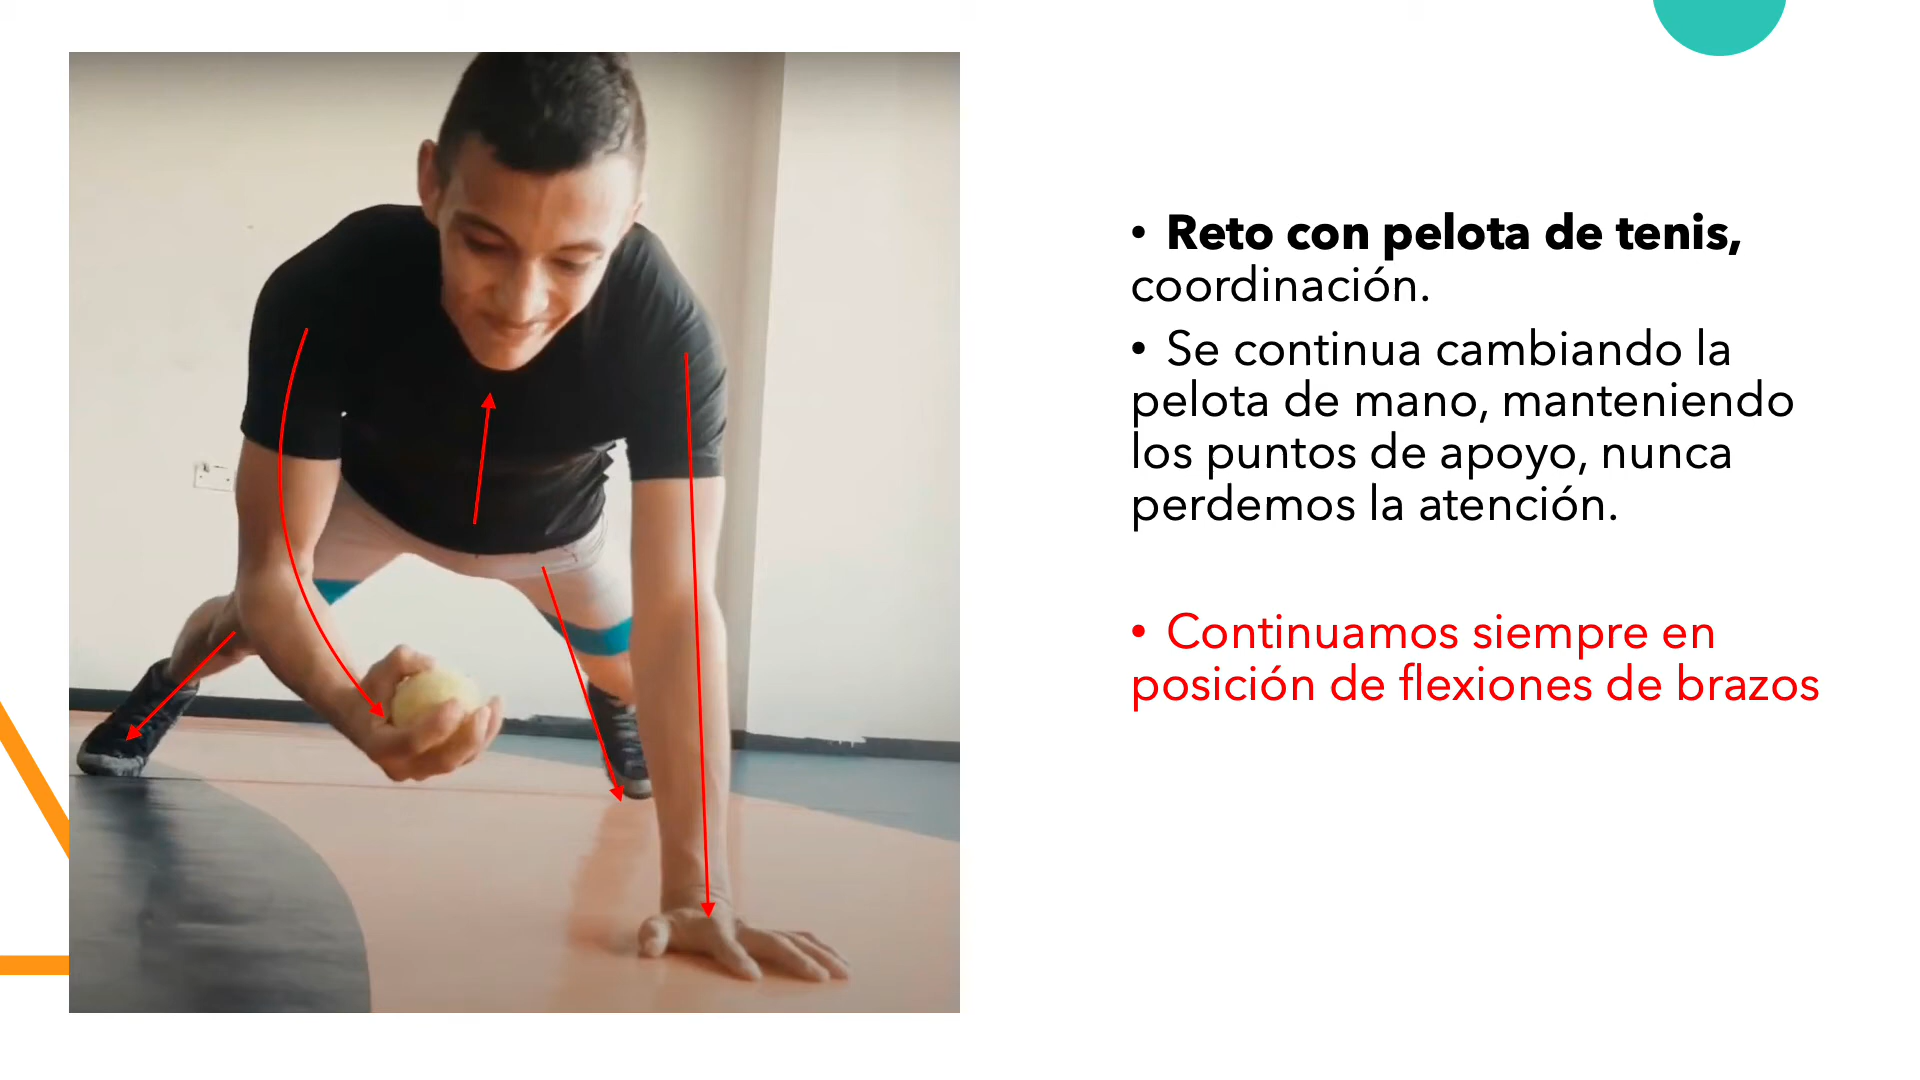 • Reto con pelota de tenis,
coordinación.
• Se continua cambiando la
pelota de mano, manteniendo
los puntos de apoyo, nunca
perdemos la atención.
• Continuamos siempre en
posición de flexiones de brazos